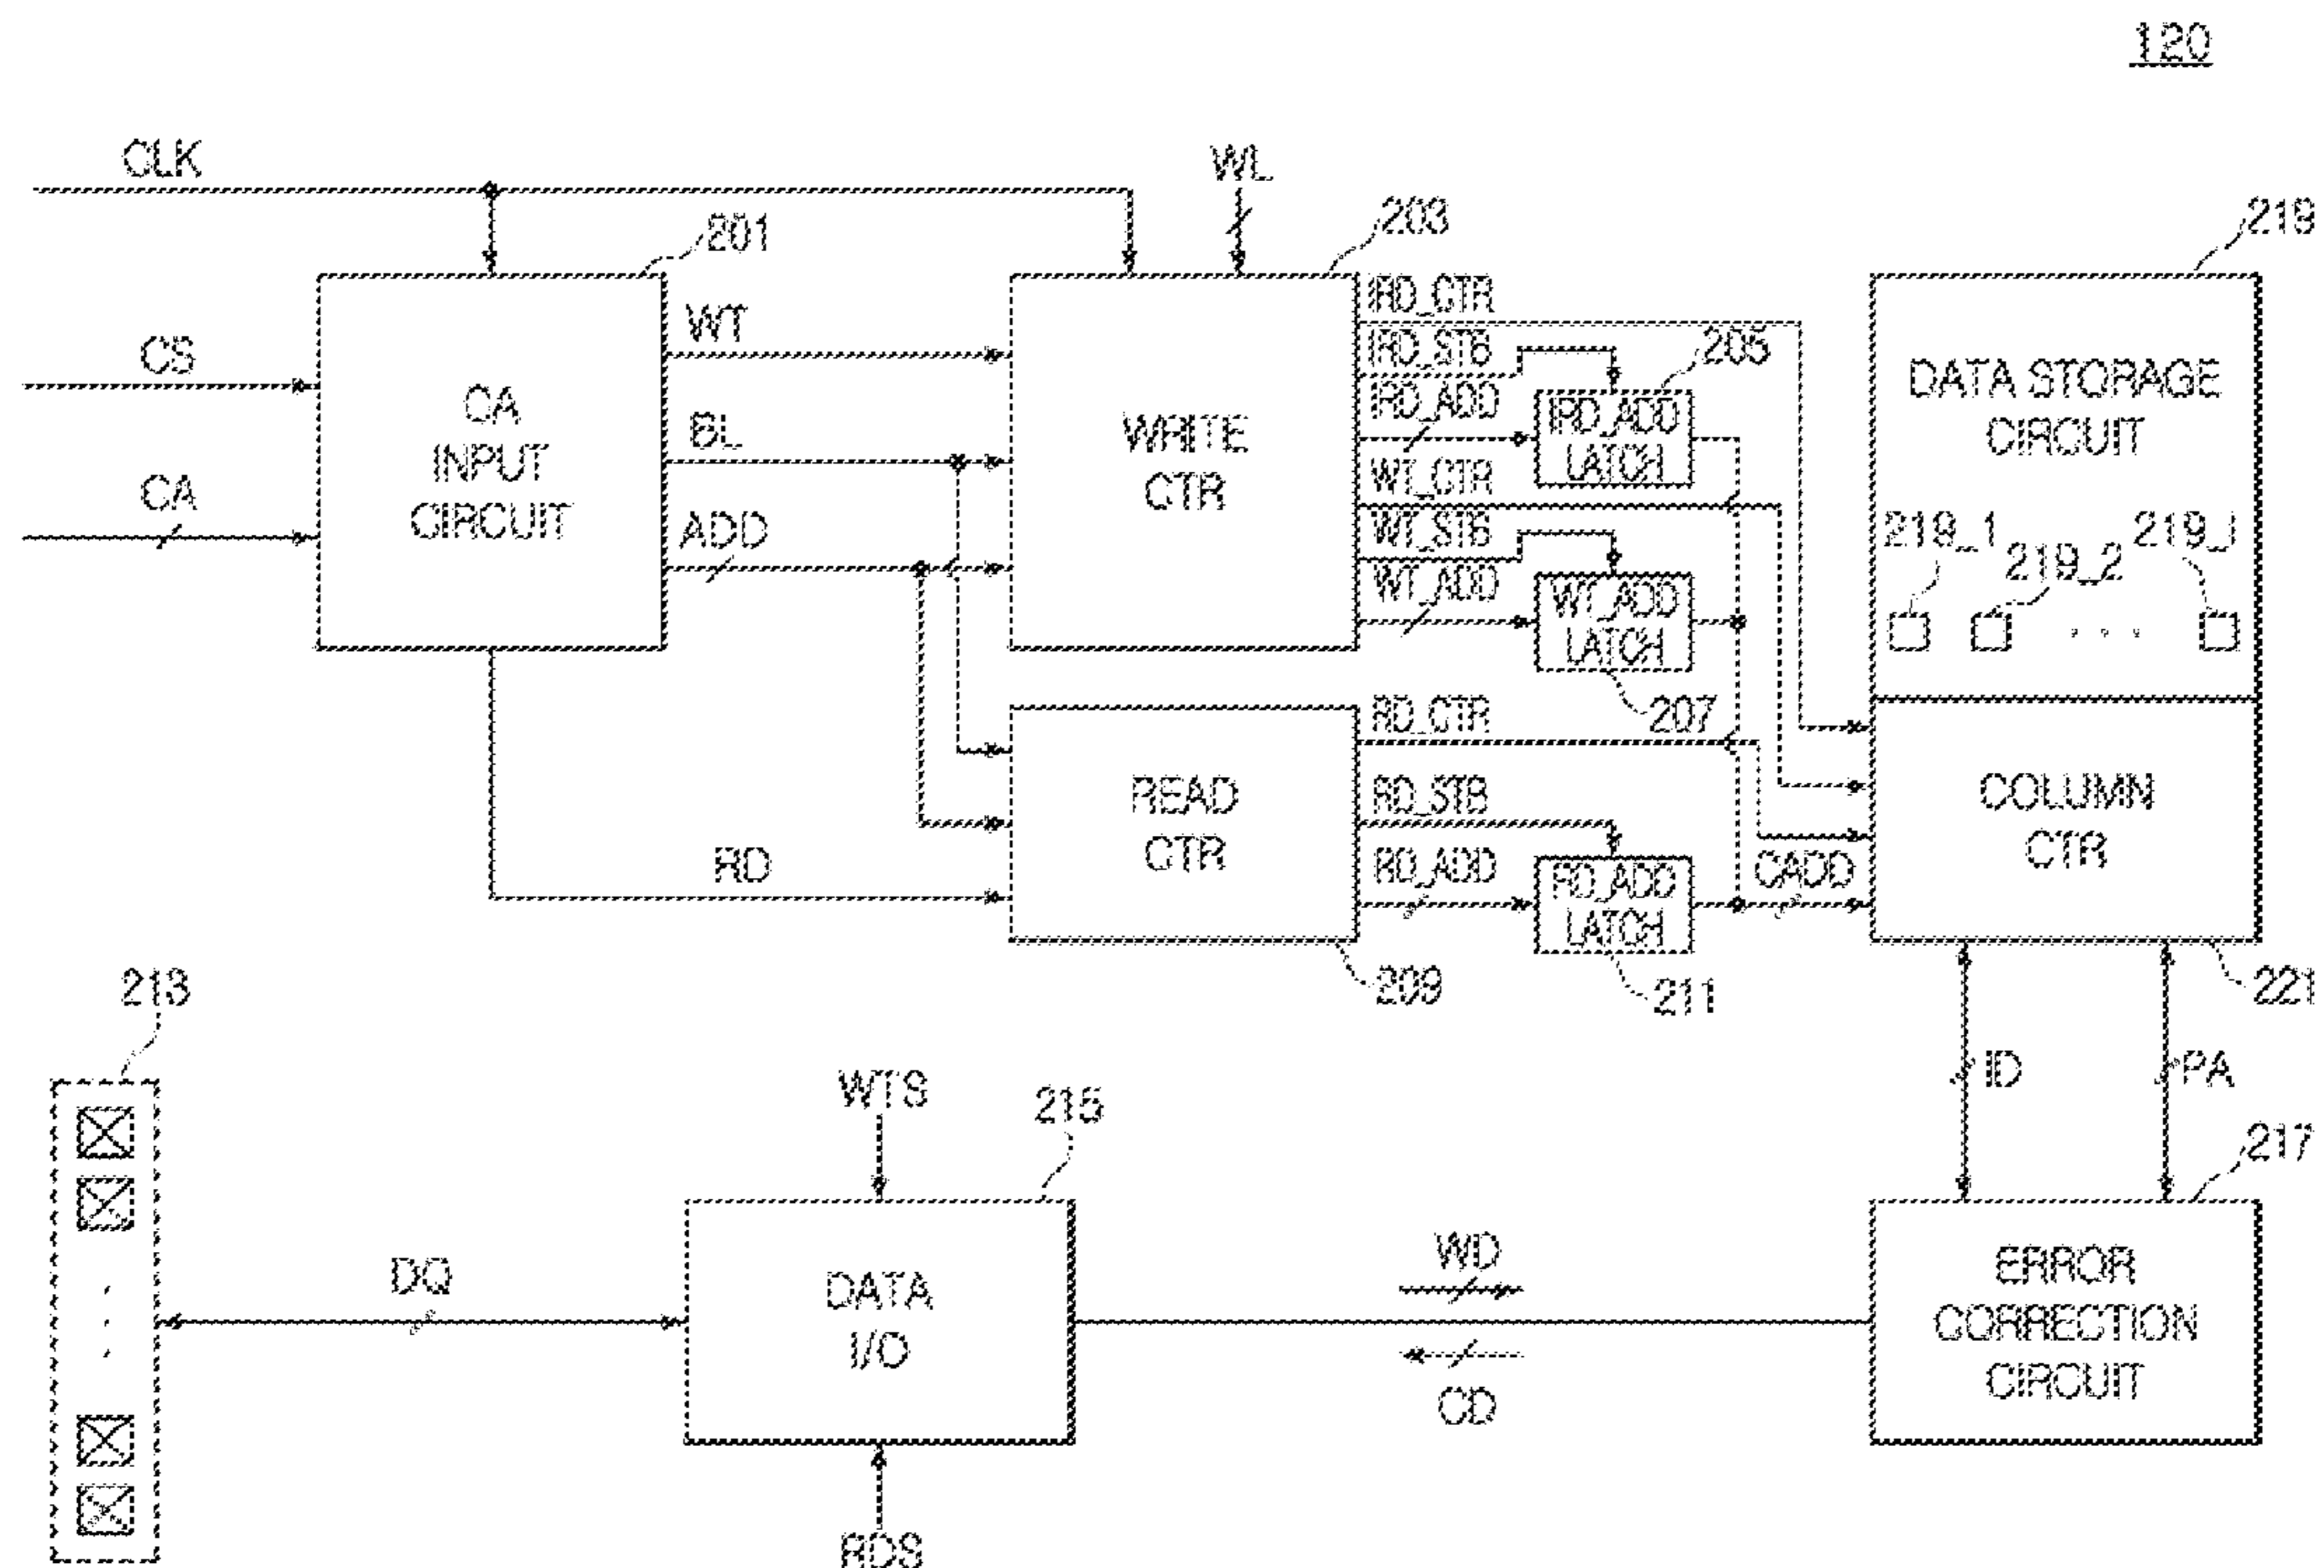 120
CLK
WL
201
203
219
CS
CA
CA
INPUT
CIRCUIT
WT
BL
ADD
WRITE
CTR
IRD_CTR
IRD_STB
IRD_ADD
WT_CTR
WT_STB
WT_ADD
205
IRD_ADD
LATCH
WT_ADD
LATCH
207
DATA STORAGE
CIRCUIT
219_1
219_2
219_j
. . .
RD
READ
CTR
209
RD_CTR
RD_STB
RD_ADD
RD_ADD
LATCH
211
CADD
COLUMN
CTR
221
213
WTS
215
ID
PA
217
DQ
DATA
I/O
WD
CD
ERROR
CORRECTION
CIRCUIT
RDS